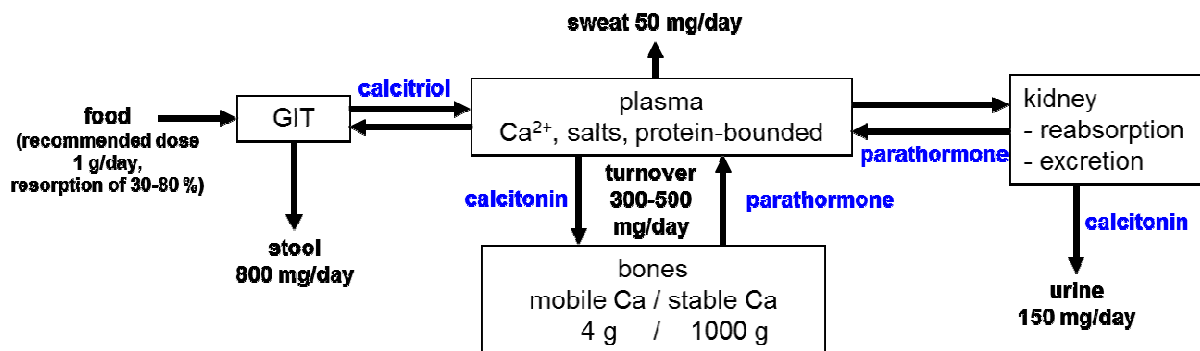 sweat 50 mg/day
food
(recommended dose
1 g/day,
resorption of 30-80 %)
GIT
stool
800 mg/day
calcitriol
plasma
Ca²⁺, salts, protein-bounded
calcitonin
turnover
300-500
mg/day
parathormone
bones
mobile Ca / stable Ca
4 g / 1000 g
parathormone
kidney
- reabsorption
- excretion
calcitonin
urine
150 mg/day